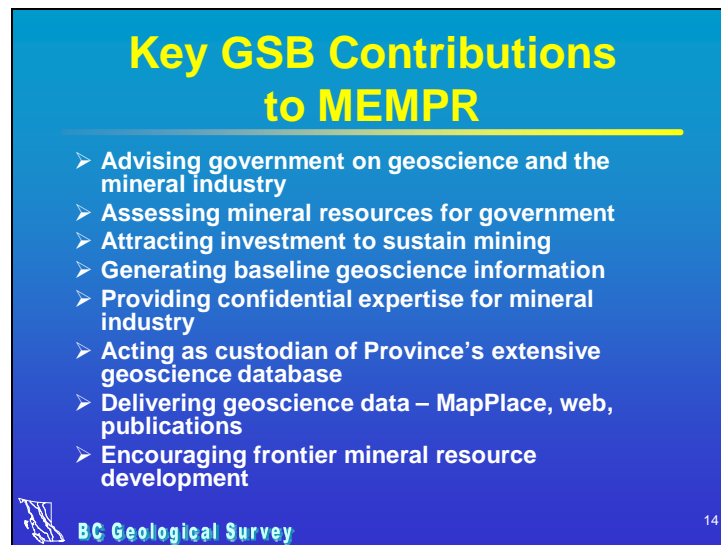 Key GSB Contributions
to MEMPR
➢ Advising government on geoscience and the
mineral industry
➢ Assessing mineral resources for government
➢ Attracting investment to sustain mining
➢ Generating baseline geoscience information
➢ Providing confidential expertise for mineral
industry
➢ Acting as custodian of Province's extensive
geoscience database
➢ Delivering geoscience data – MapPlace, web,
publications
➢ Encouraging frontier mineral resource
development
BC Geological Survey
14